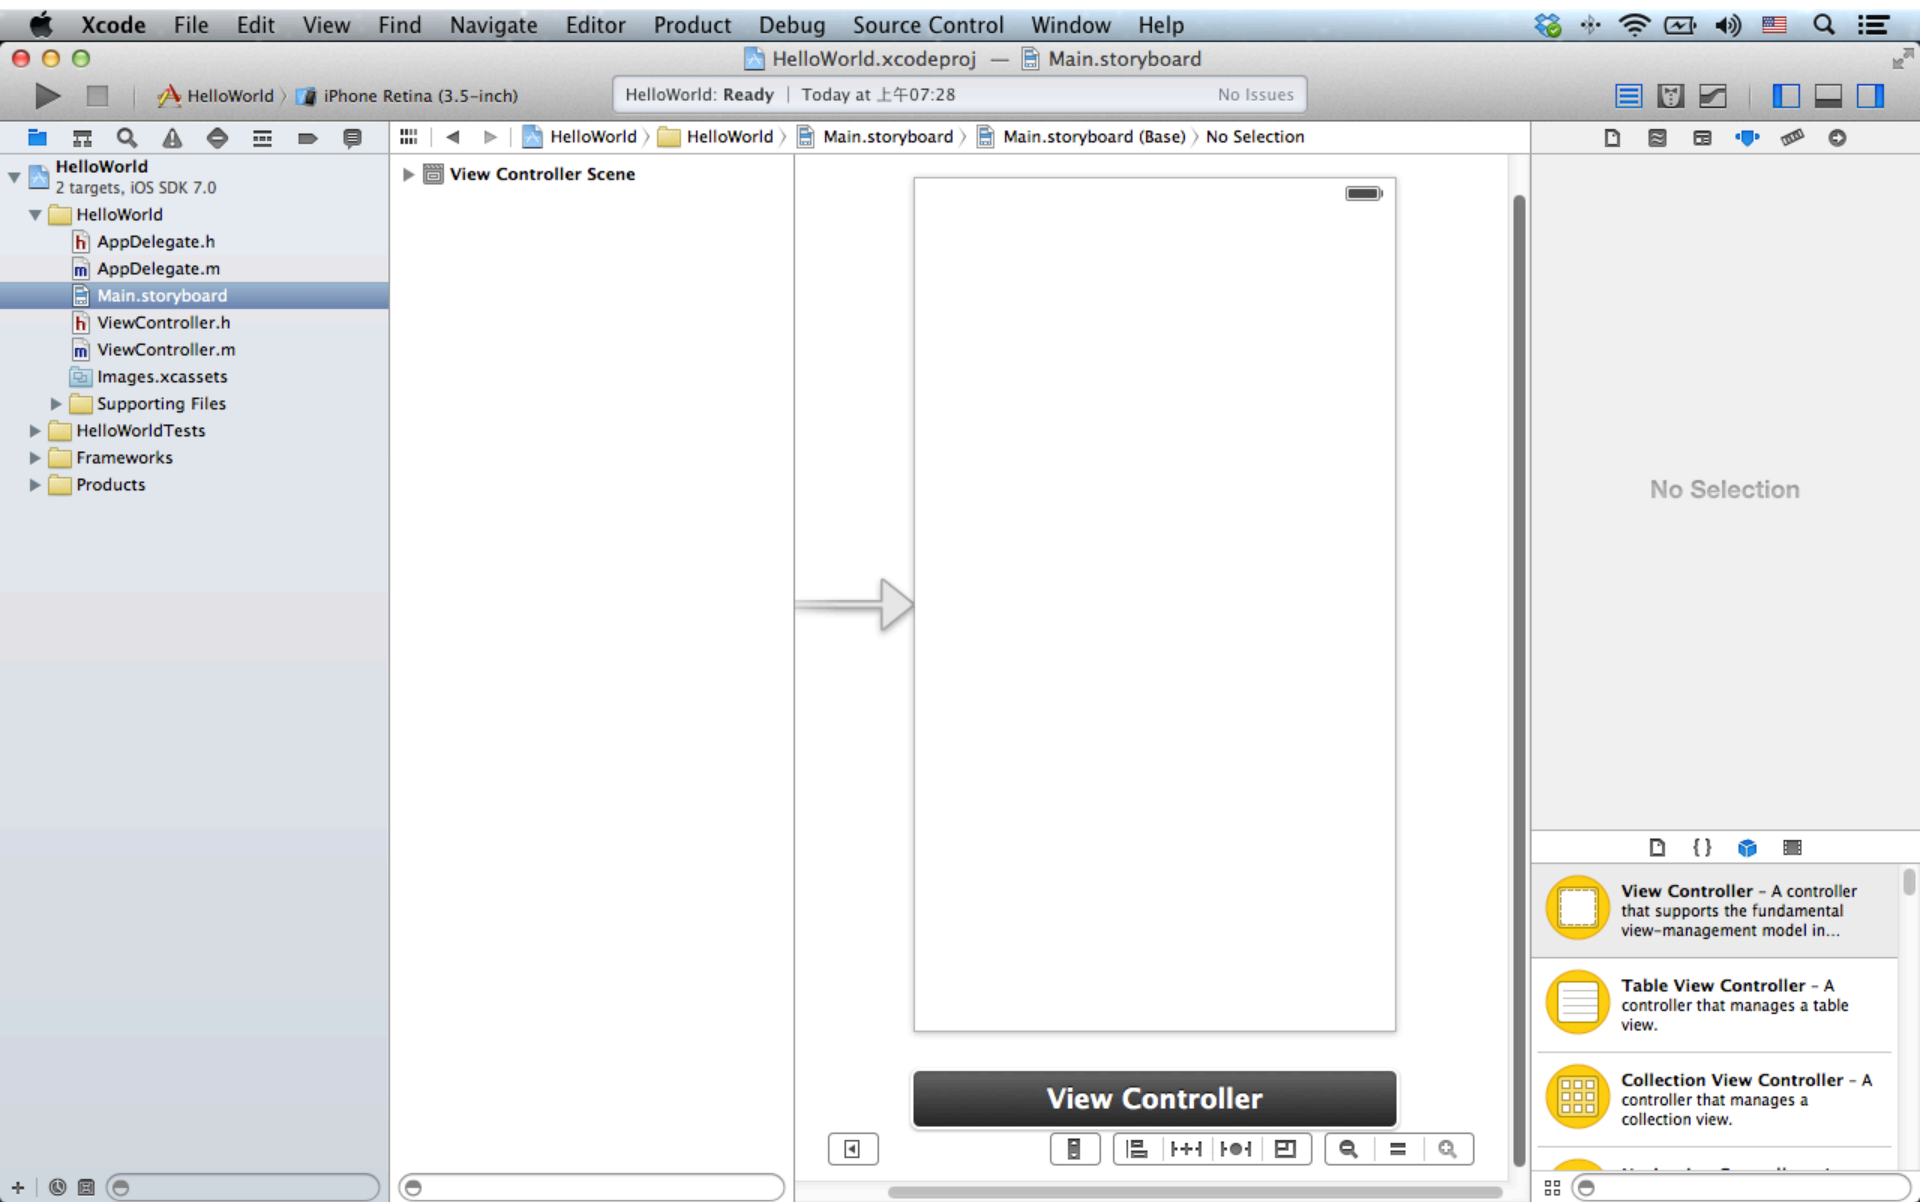 Xcode File Edit View Find Navigate Editor Product Debug Source Control Window Help
HelloWorld.xcodeproj — Main.storyboard
HelloWorld iPhone Retina (3.5-inch)
HelloWorld: Ready | Today at 上午07:28 No Issues
HelloWorld HelloWorld Main.storyboard Main.storyboard (Base) No Selection
HelloWorld
2 targets, iOS SDK 7.0
HelloWorld
AppDelegate.h
AppDelegate.m
Main.storyboard
ViewController.h
ViewController.m
Images.xcassets
Supporting Files
HelloWorldTests
Frameworks
Products
View Controller Scene
View Controller
No Selection
View Controller - A controller
that supports the fundamental
view-management model in...
Table View Controller - A
controller that manages a table
view.
Collection View Controller - A
controller that manages a
collection view.